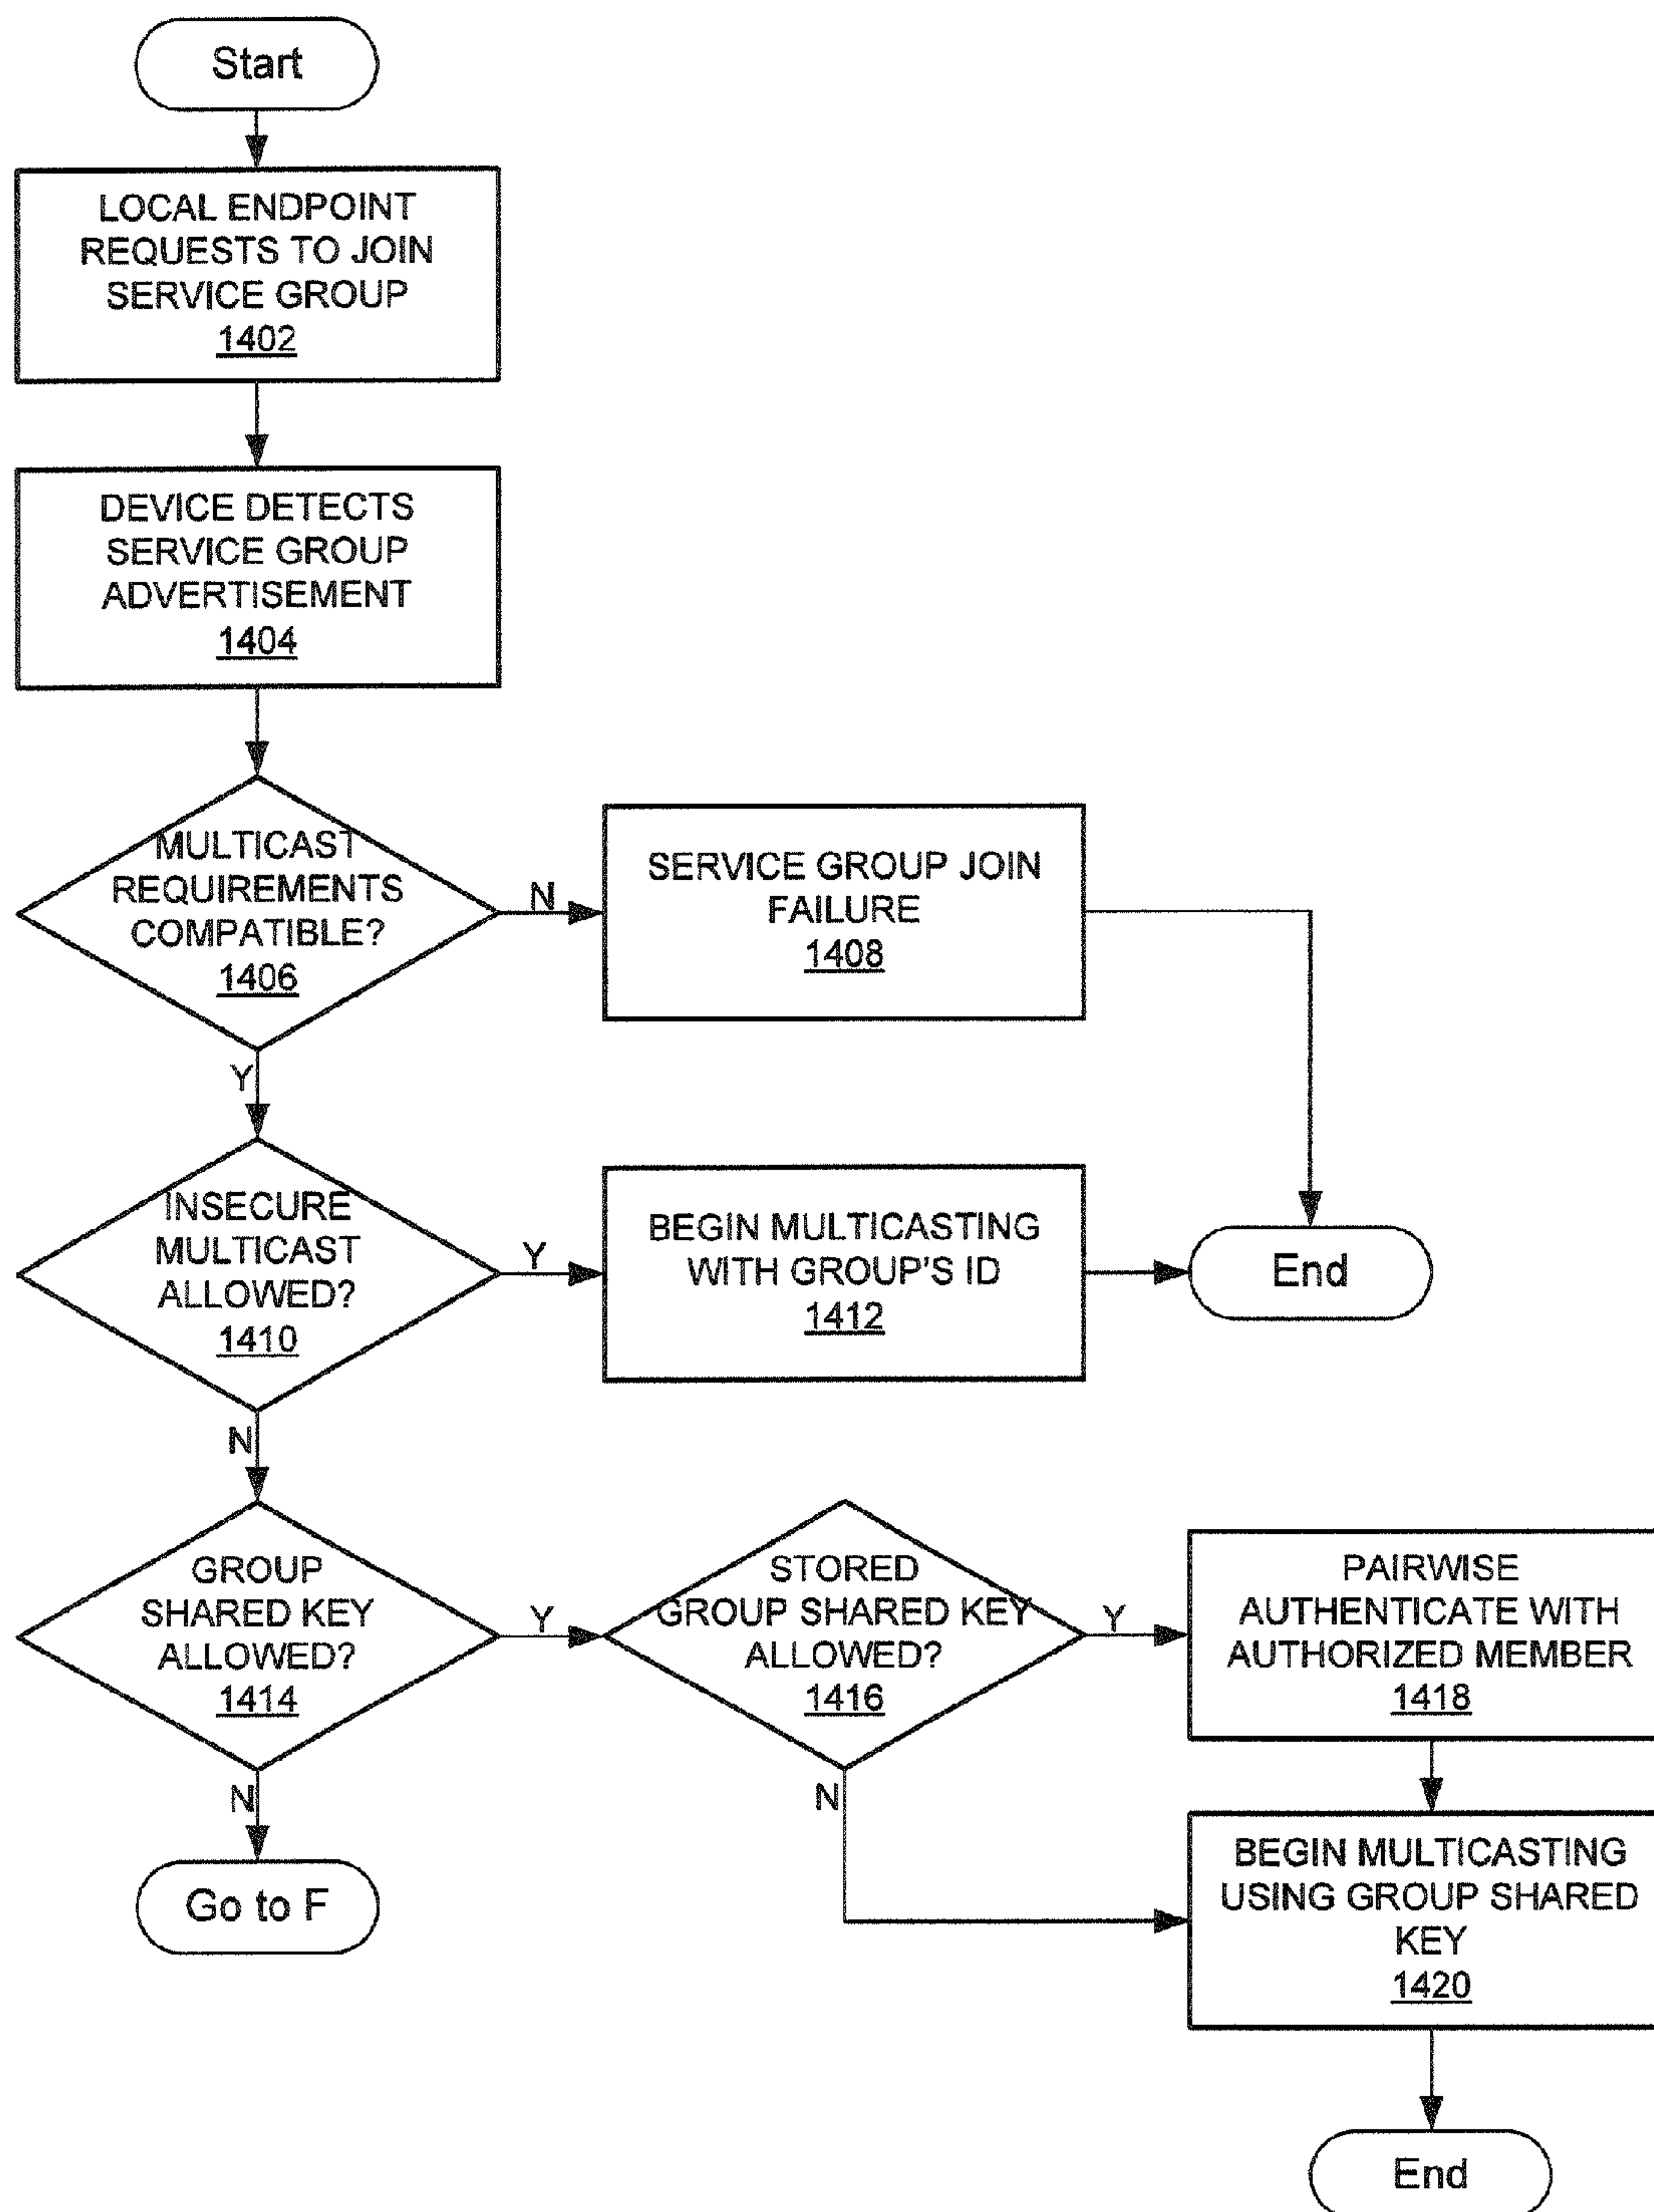 Start
LOCAL ENDPOINT
REQUESTS TO JOIN
SERVICE GROUP
1402
DEVICE DETECTS
SERVICE GROUP
ADVERTISEMENT
1404
MULTICAST
REQUIREMENTS
COMPATIBLE?
1406
N
SERVICE GROUP JOIN
FAILURE
1408
Y
INSECURE
MULTICAST
ALLOWED?
1410
Y
BEGIN MULTICASTING
WITH GROUP'S ID
1412
End
N
GROUP
SHARED KEY
ALLOWED?
1414
Y
STORED
GROUP SHARED KEY
ALLOWED?
1416
Y
PAIRWISE
AUTHENTICATE WITH
AUTHORIZED MEMBER
1418
N
N
Go to F
BEGIN MULTICASTING
USING GROUP SHARED
KEY
1420
End